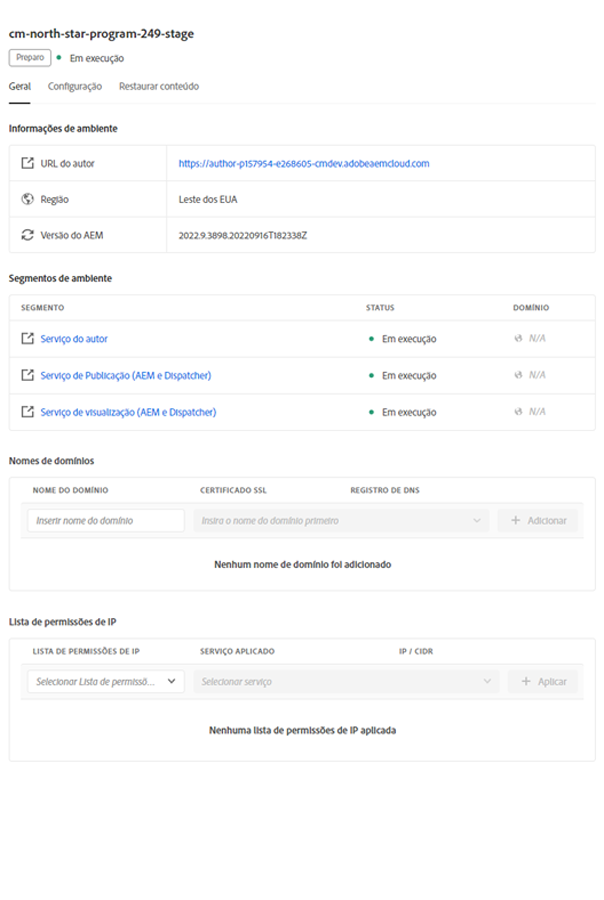 cm-north-star-program-249-stage
Preparo Em execução
Geral Configuração Restaurar conteúdo
Informações de ambiente
URL do autor https://author-p157954-e268605-cmdev.adobeaemcloud.com
Região Leste dos EUA
Versão do AEM 2022.9.3898.20220916T182338Z
Segmentos de ambiente
SEGMENTO STATUS DOMÍNIO
Serviço do autor Em execução N/A
Serviço de Publicação (AEM e Dispatcher) Em execução N/A
Serviço de visualização (AEM e Dispatcher) Em execução N/A
Nomes de domínios
NOME DO DOMÍNIO CERTIFICADO SSL REGISTRO DE DNS
Inserir nome do domínio Insira o nome do domínio primeiro + Adicionar
Nenhum nome de domínio foi adicionado
Lista de permissões de IP
LISTA DE PERMISSÕES DE IP SERVIÇO APLICADO IP / CIDR
Selecionar Lista de permissõ... Selecionar serviço + Aplicar
Nenhuma lista de permissões de IP aplicada